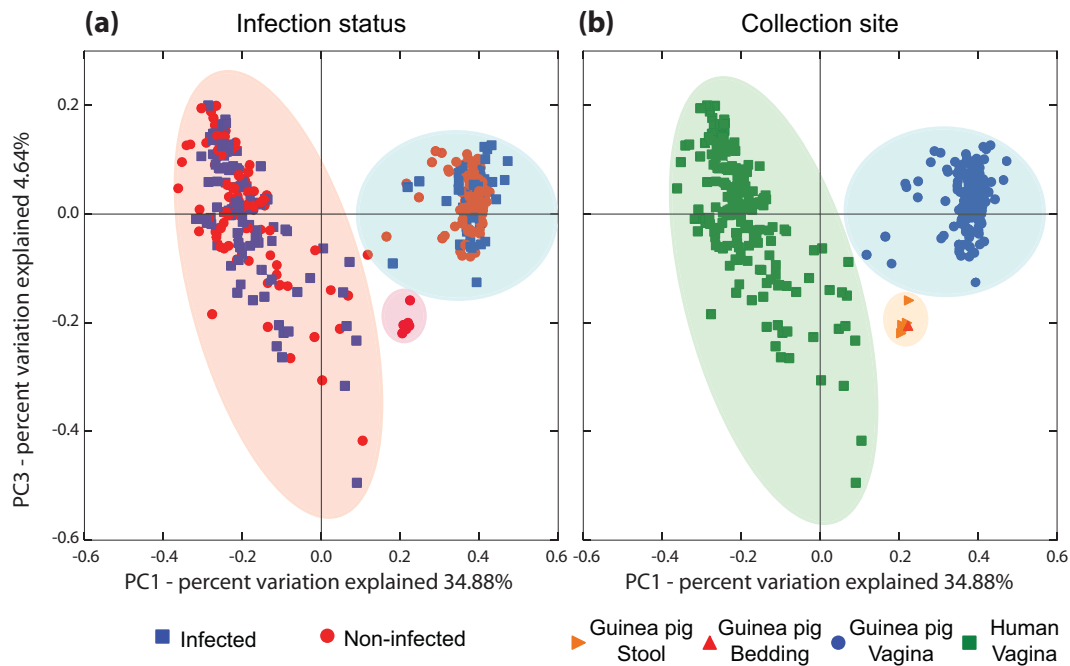 (a) Infection status
(b) Collection site
PC3 - percent variation explained 4.64%
0.2
0.0
-0.2
-0.4
-0.6
-0.6 -0.4 -0.2 0.0 0.2 0.4 0.6
-0.6 -0.4 -0.2 0.0 0.2 0.4 0.6
PC1 - percent variation explained 34.88%
PC1 - percent variation explained 34.88%
Infected Non-infected
Guinea pig Stool
Guinea pig Bedding
Guinea pig Vagina
Human Vagina